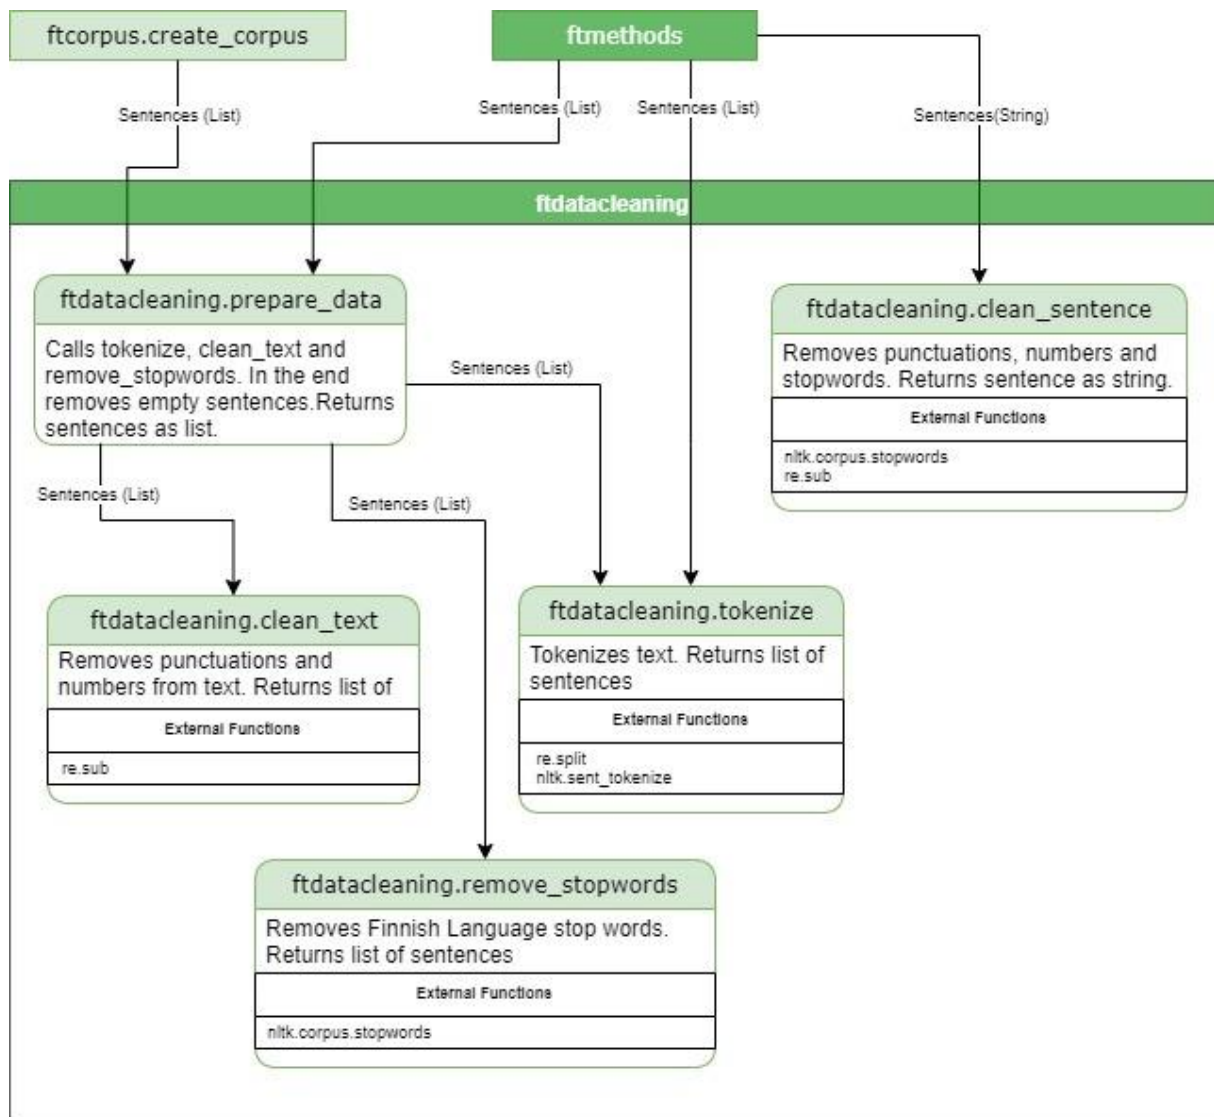 ftcorpus.create_corpus
ftmethods
Sentences (List)
Sentences (List)
Sentences (List)
Sentences(String)
ftdatacleaning
ftdatacleaning.prepare_data
Calls tokenize, clean_text and
remove_stopwords. In the end
removes empty sentences.Returns
sentences as list.
ftdatacleaning.clean_sentence
Removes punctuations, numbers and
stopwords. Returns sentence as string.
External Functions
nltk.corpus.stopwords
re.sub
Sentences (List)
Sentences (List)
Sentences (List)
ftdatacleaning.clean_text
Removes punctuations and
numbers from text. Returns list of
External Functions
re.sub
ftdatacleaning.tokenize
Tokenizes text. Returns list of
sentences
External Functions
re.split
nltk.sent_tokenize
ftdatacleaning.remove_stopwords
Removes Finnish Language stop words.
Returns list of sentences
External Functions
nltk.corpus.stopwords